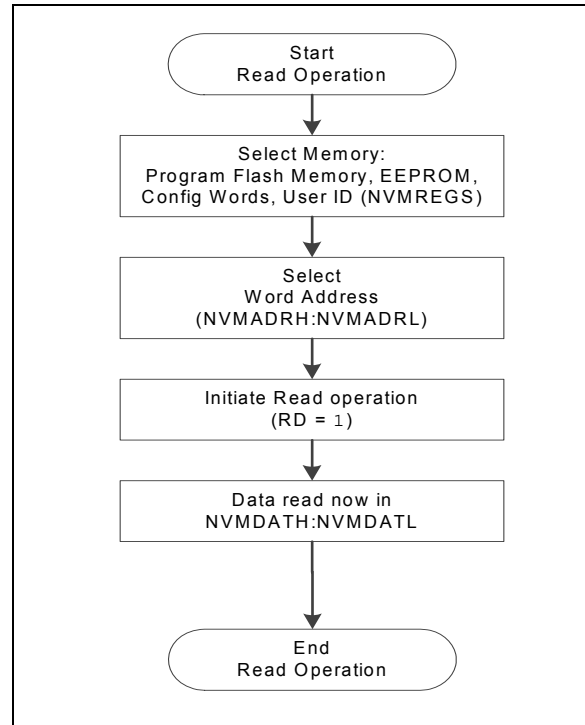 Start
Read Operation
Select Memory:
Program Flash Memory, EEPROM,
Config Words, User ID (NVMREGS)
Select
Word Address
(NVMADRH:NVMADRL)
Initiate Read operation
(RD = 1)
Data read now in
NVMDATH:NVMDATL
End
Read Operation